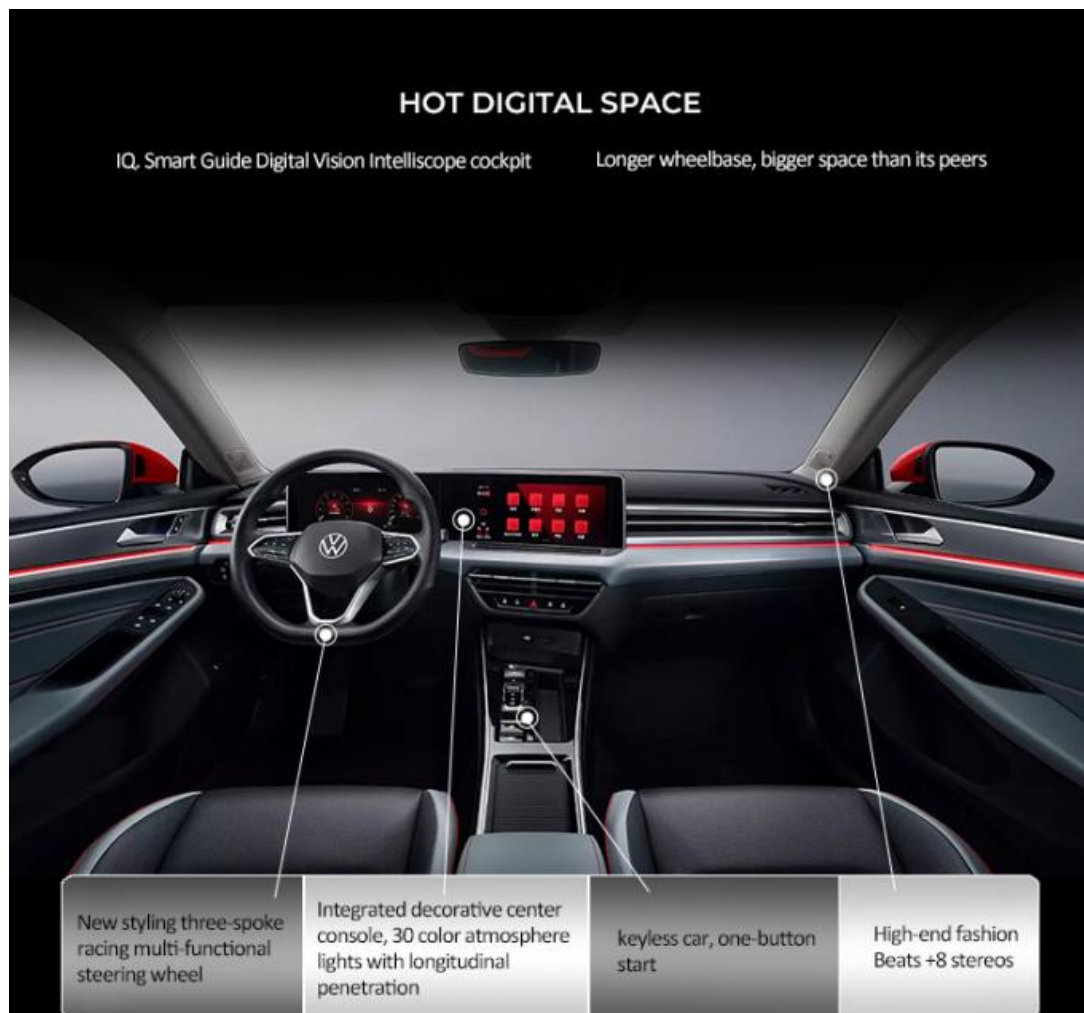 HOT DIGITAL SPACE
IQ. Smart Guide Digital Vision Intelliscope cockpit
Longer wheelbase, bigger space than its peers
New styling three-spoke
racing multi-functional
steering wheel
Integrated decorative center
console, 30 color atmosphere
lights with longitudinal
penetration
keyless car, one-button
start
High-end fashion
Beats +8 stereos